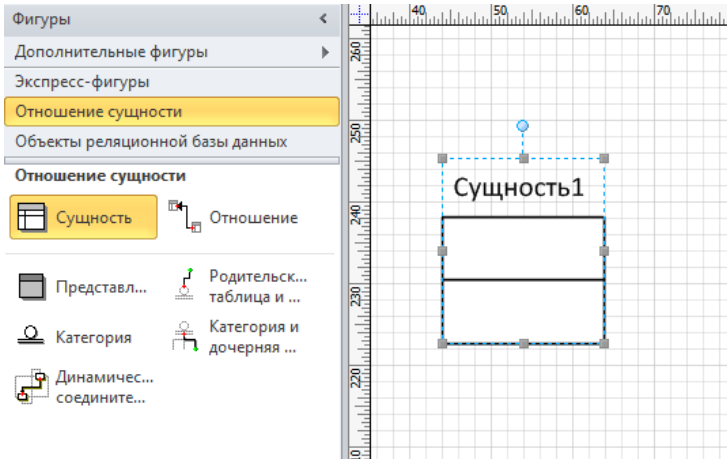 Фигуры
Дополнительные фигуры
Экспресс-фигуры
Отношение сущности
Объекты реляционной базы данных
Отношение сущности
Сущность
Отношение
Представл...
Родительск...
таблица и ...
Категория
Категория и
дочерняя ...
Динамичес...
соедините...
40 50 60 70
260
250
240
230
220
Сущность1